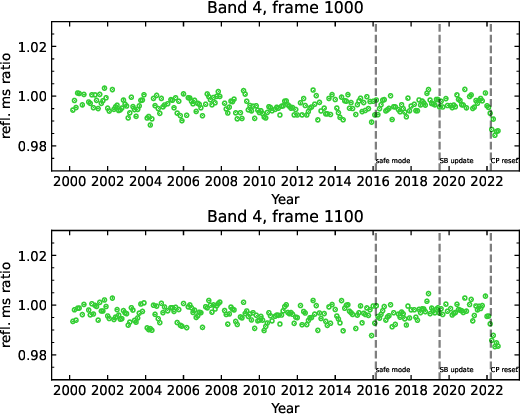 Band 4, frame 1000
1.02
1.00
0.98
refl. ms ratio
safe mode
SB update
CP reset
2000 2002 2004 2006 2008 2010 2012 2014 2016 2018 2020 2022
Year
Band 4, frame 1100
1.02
1.00
0.98
refl. ms ratio
safe mode
SB update
CP reset
2000 2002 2004 2006 2008 2010 2012 2014 2016 2018 2020 2022
Year